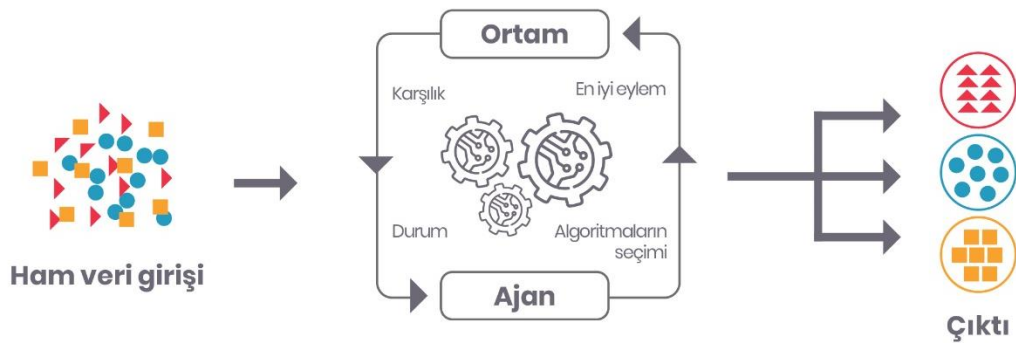 Ortam
Karşılık
En iyi eylem
Durum
Algoritmaların
seçimi
Ham veri girişi
Ajan
Çıktı